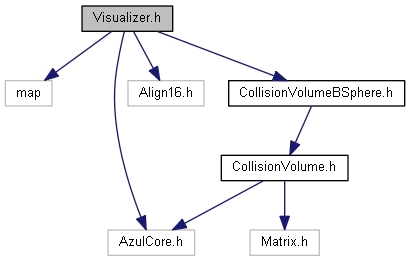 Visualizer.h
map
Align16.h
CollisionVolumeBSphere.h
CollisionVolume.h
AzulCore.h
Matrix.h